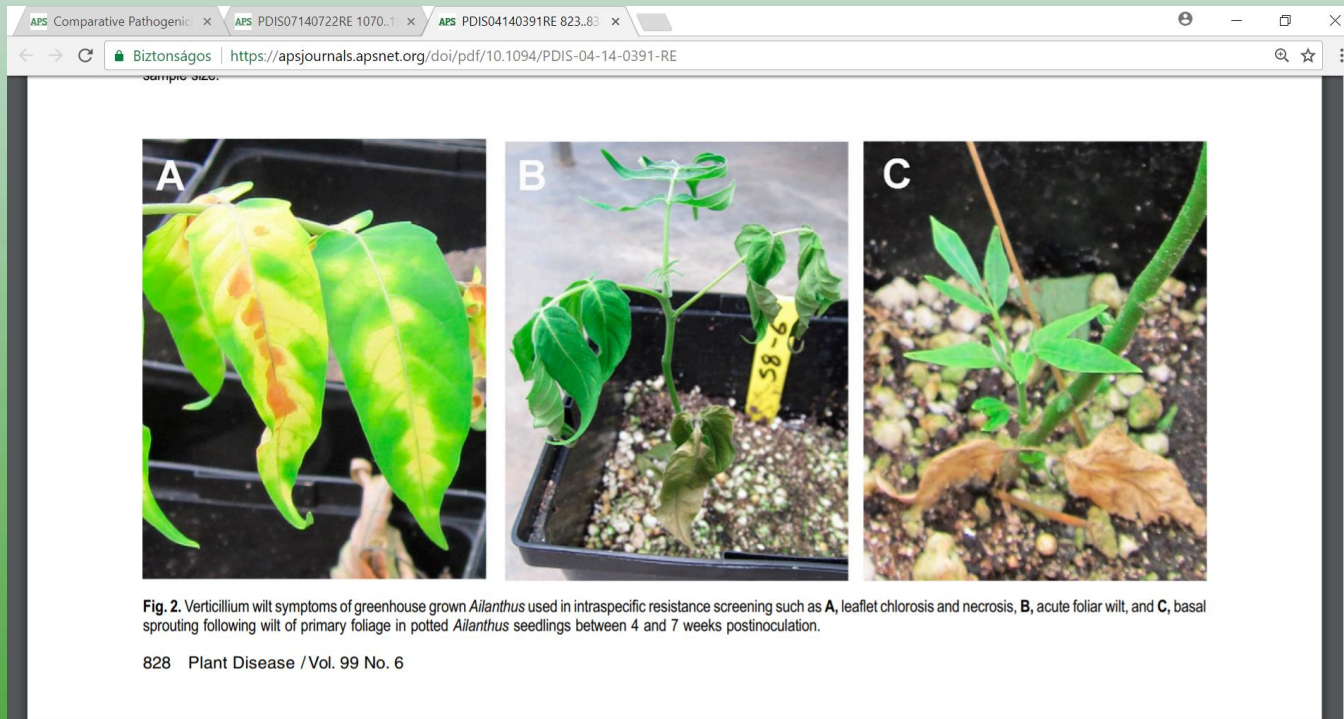 APS Comparative Pathogenic
APS PDIS07140722RE 1070..1
APS PDIS04140391RE 823..83
Biztonságos
https://apsjournals.apsnet.org/doi/pdf/10.1094/PDIS-04-14-0391-RE
sample size.
A
B
C
58-6
Fig. 2. Verticillium wilt symptoms of greenhouse grown Ailanthus used in intraspecific resistance screening such as A, leaflet chlorosis and necrosis, B, acute foliar wilt, and C, basal
sprouting following wilt of primary foliage in potted Ailanthus seedlings between 4 and 7 weeks postinoculation.
828 Plant Disease / Vol. 99 No. 6